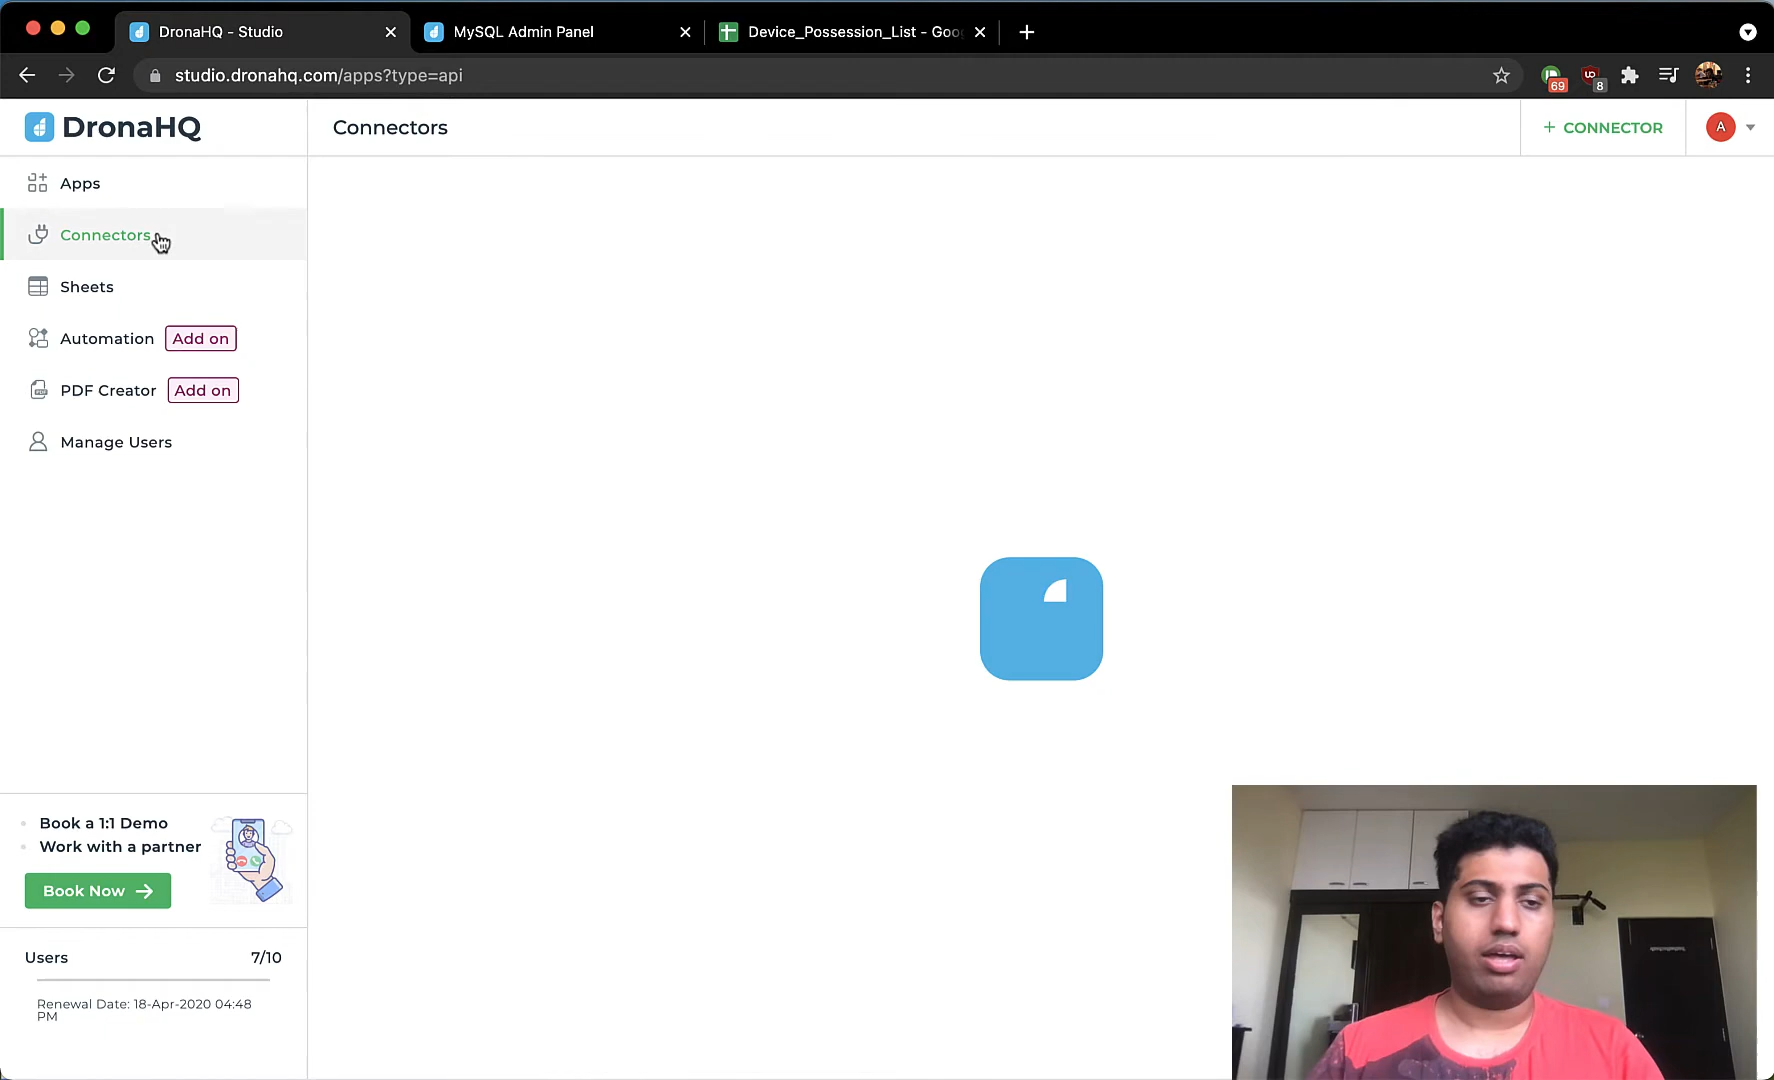 DronaHQ - Studio
MySQL Admin Panel
Device_Possession_List - Goo
studio.dronahq.com/apps?type=api
69
8
DronaHQ
Connectors
+ CONNECTOR
A
Apps
Connectors
Sheets
Automation Add on
PDF Creator Add on
Manage Users
Book a 1:1 Demo
Work with a partner
Book Now →
Users 7/10
Renewal Date: 18-Apr-2020 04:48
PM